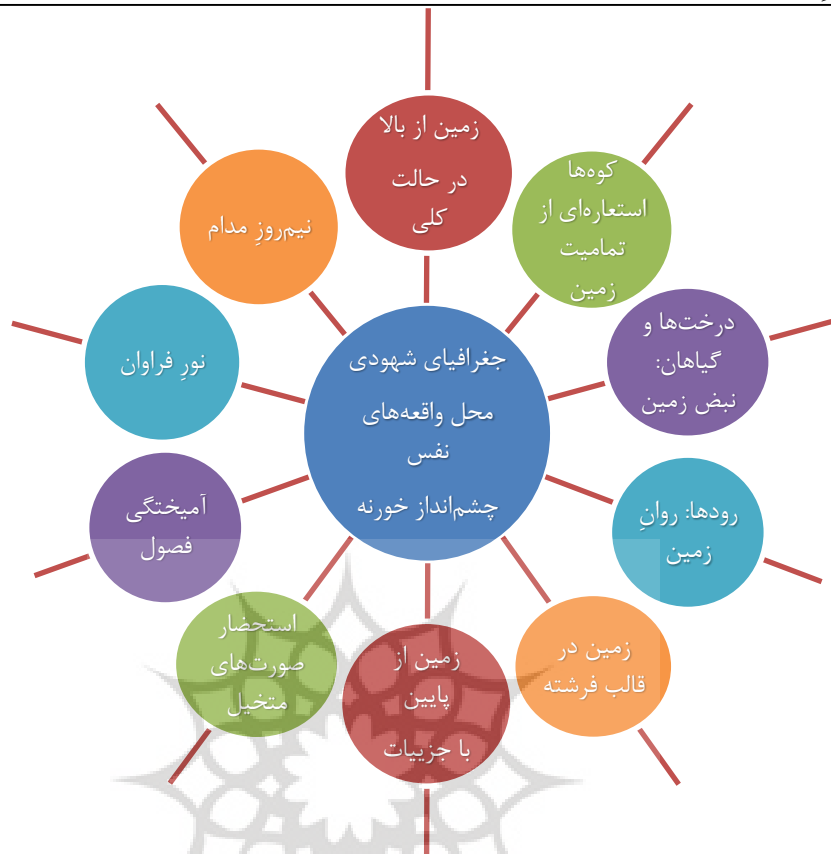 زمین از بالا
در حالت
کلی
کوه‌ها
استعاره‌ای از
تمامیت
زمین
درخت‌ها و
گیاهان:
نبض زمین
رودها: روانِ
زمین
زمین در
قالب فرشته
زمین از
پایین
با جزییات
استحضار
صورت‌های
متخیل
آمیختگی
فصول
نورِ فراوان
نیم‌روزِ مدام
جغرافیای شهودی
محل واقعه‌های
نفس
چشم‌انداز خورنه